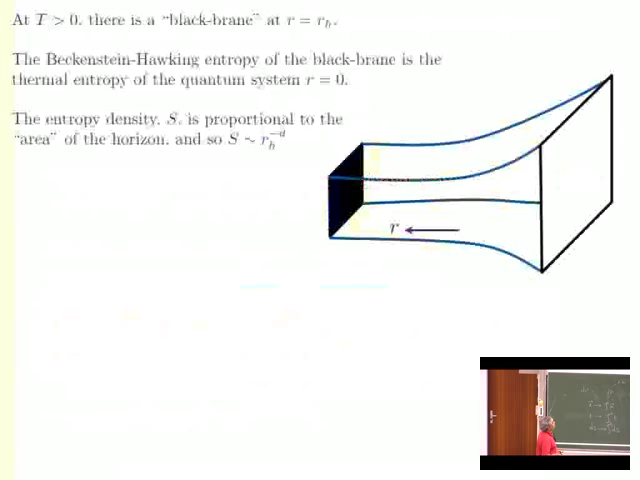 At T > 0, there is a "black-brane" at r = r_h.
The Beckenstein-Hawking entropy of the black-brane is the
thermal entropy of the quantum system r = 0.
The entropy density, S, is proportional to the
"area" of the horizon, and so S ∼ r_h^{-d}
r